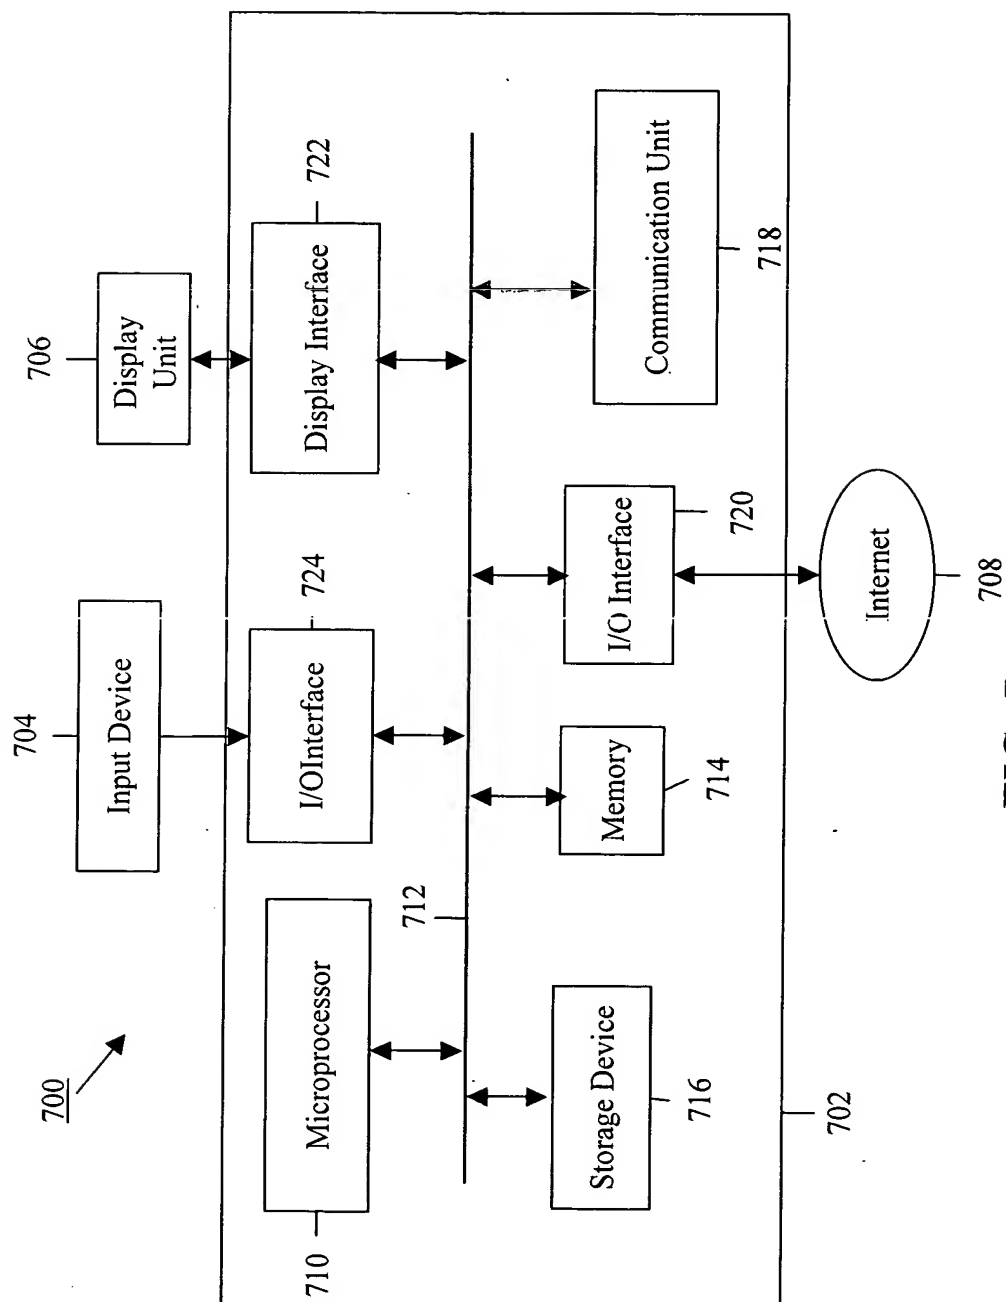 700
704
706
Input Device
Display
Unit
710
Microprocessor
I/OInterface
724
Display Interface
722
712
Storage Device
Memory
I/O Interface
Communication Unit
716
714
720
718
702
Internet
708